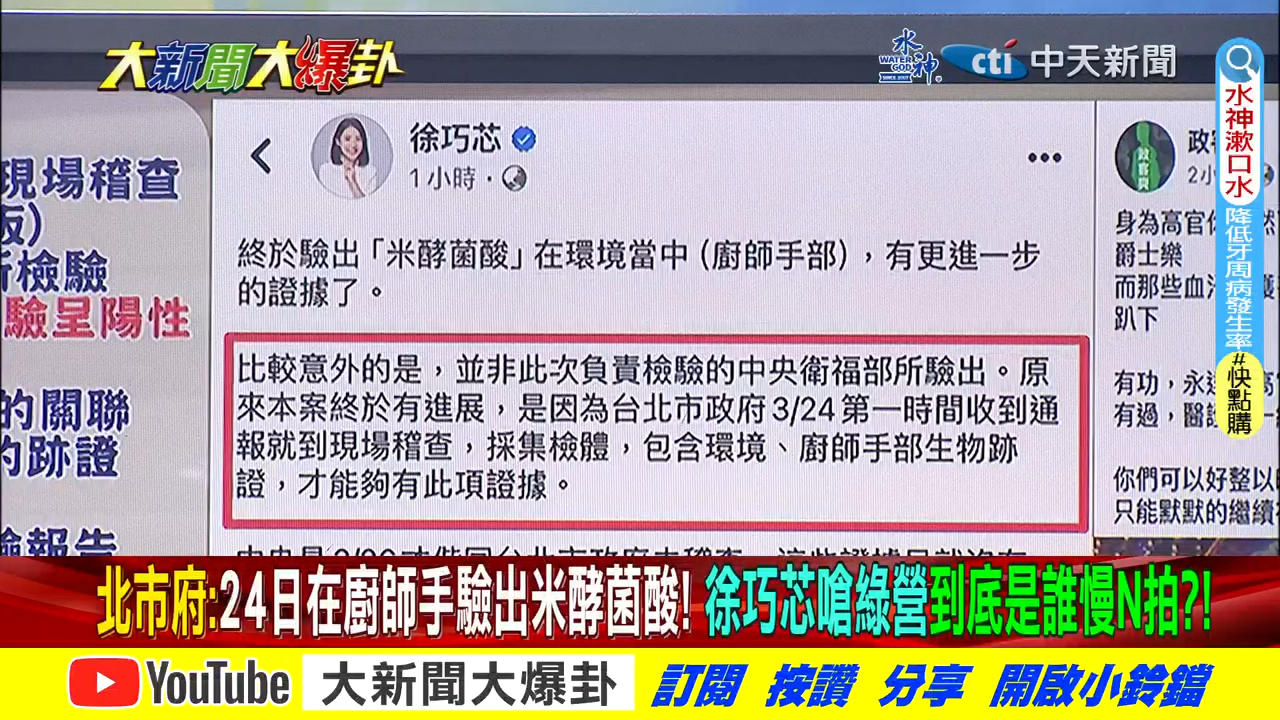 大新聞大爆卦
水神
WATER GOD
SINCE 2017
cti 中天新聞
水神漱口水
降低牙周病發生率
#快點購
現場稽查
檢驗
驗呈陽性
的關聯
跡證
報告
徐巧芯
1小時
終於驗出「米酵菌酸」在環境當中（廚師手部），有更進一步
的證據了。
比較意外的是，並非此次負責檢驗的中央衛福部所驗出。原
來本案終於有進展，是因為台北市政府3/24第一時間收到通
報就到現場稽查，採集檢體，包含環境、廚師手部生物跡
證，才能夠有此項證據。
政
2小
身為高官
爵士樂
而那些血
趴下
有功，永
有過，醫
你們可以好整以
只能默默的繼續
北市府:24日在廚師手驗出米酵菌酸! 徐巧芯嗆綠營到底是誰慢N拍?!
YouTube 大新聞大爆卦 訂閱 按讚 分享 開啟小鈴鐺